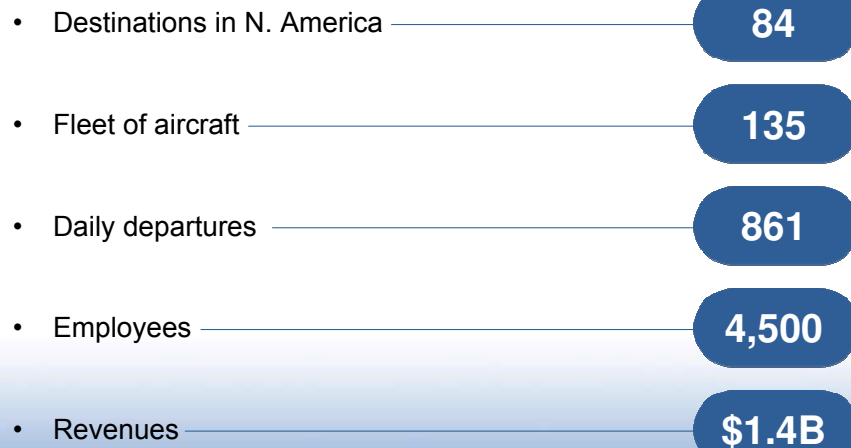 • Destinations in N. America 84
• Fleet of aircraft 135
• Daily departures 861
• Employees 4,500
• Revenues $1.4B